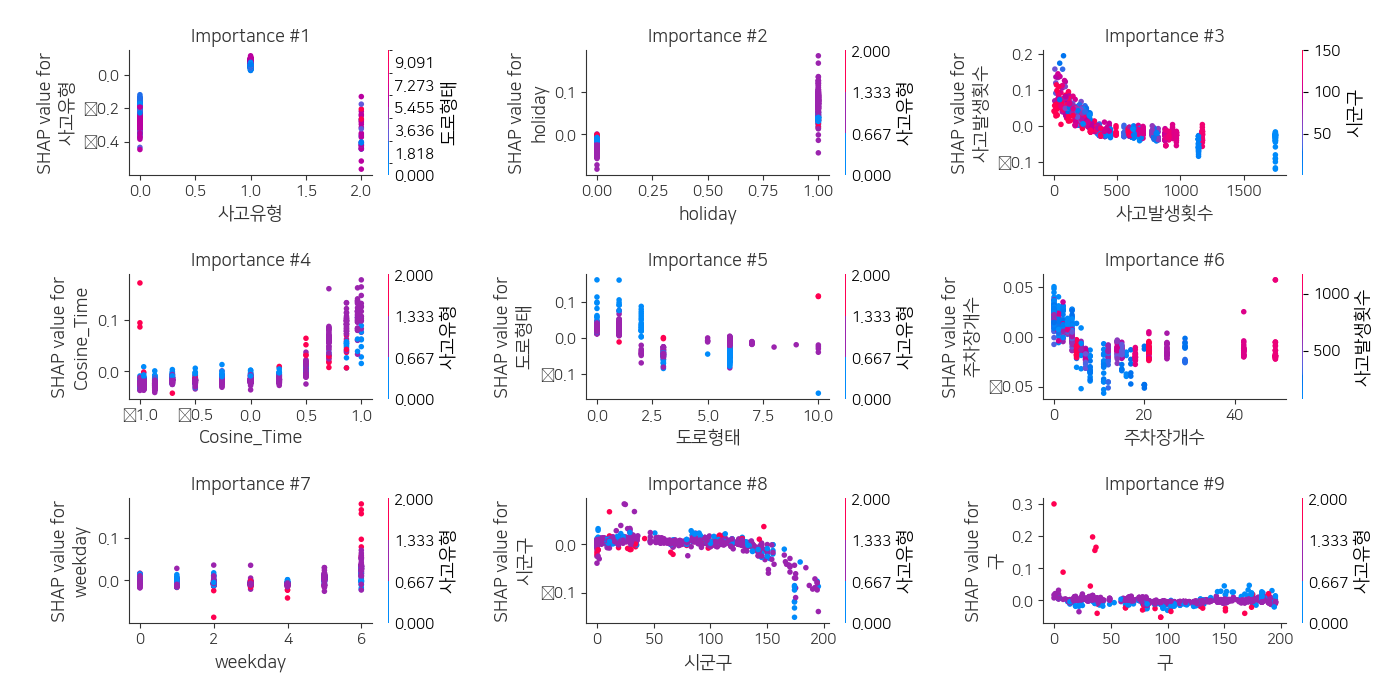 Importance #1
SHAP value for
사고유형
0.0
0.2
0.4
0.0
0.5
1.0
1.5
2.0
사고유형
9.091
7.273
5.455
3.636
1.818
0.000
도로형태
Importance #2
SHAP value for
holiday
0.1
0.0
0.00
0.25
0.50
0.75
1.00
holiday
2.000
1.333
0.667
0.000
사고유형
Importance #3
SHAP value for
사고발생횟수
0.2
0.1
0.0
0.1
0
500
1000
1500
사고발생횟수
150
100
50
시군구
Importance #4
SHAP value for
Cosine_Time
0.1
0.0
1.0
0.5
0.0
0.5
1.0
Cosine_Time
2.000
1.333
0.667
0.000
사고유형
Importance #5
SHAP value for
도로형태
0.1
0.0
0.1
0.0
2.5
5.0
7.5
10.0
도로형태
2.000
1.333
0.667
0.000
사고유형
Importance #6
SHAP value for
주차장개수
0.05
0.00
0.05
0
20
40
주차장개수
1000
500
사고발생횟수
Importance #7
SHAP value for
weekday
0.1
0.0
0
2
4
6
weekday
2.000
1.333
0.667
0.000
사고유형
Importance #8
SHAP value for
시군구
0.0
0.1
0
50
100
150
200
시군구
2.000
1.333
0.667
0.000
사고유형
Importance #9
SHAP value for
구
0.3
0.2
0.1
0.0
0
50
100
150
200
구
2.000
1.333
0.667
0.000
사고유형